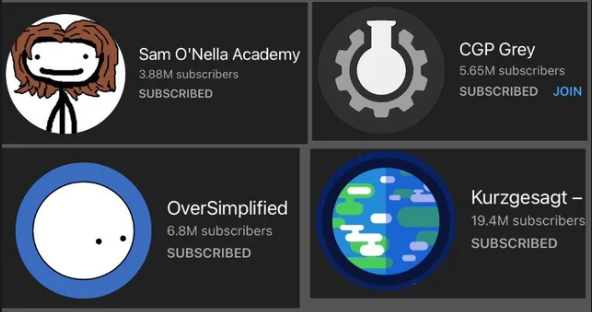 Sam O'Nella Academy
3.88M subscribers
SUBSCRIBED
CGP Grey
5.65M subscribers
SUBSCRIBED JOIN
OverSimplified
6.8M subscribers
SUBSCRIBED
Kurzgesagt –
19.4M subscribers
SUBSCRIBED